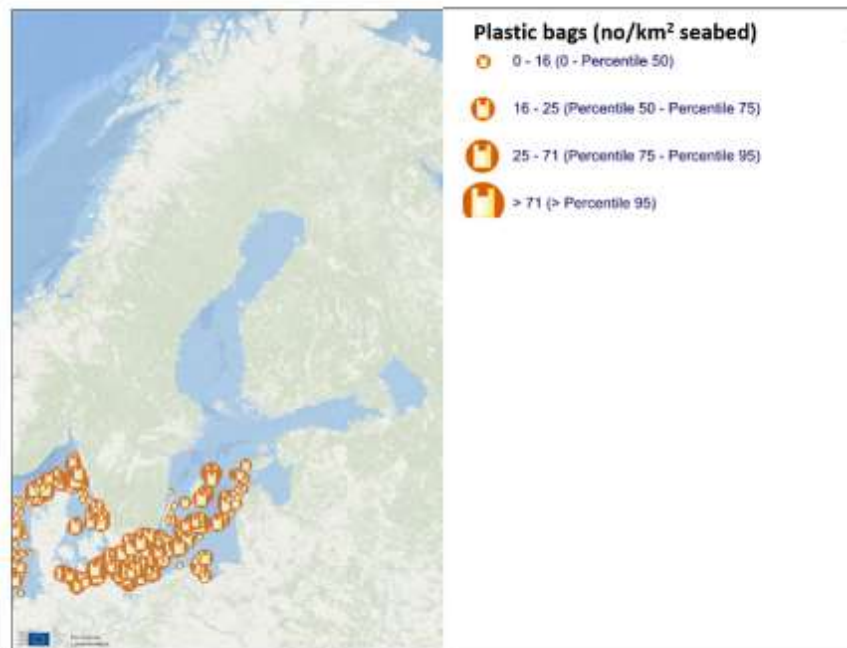 Plastic bags (no/km² seabed)
0 - 16 (0 - Percentile 50)
16 - 25 (Percentile 50 - Percentile 75)
25 - 71 (Percentile 75 - Percentile 95)
> 71 (> Percentile 95)